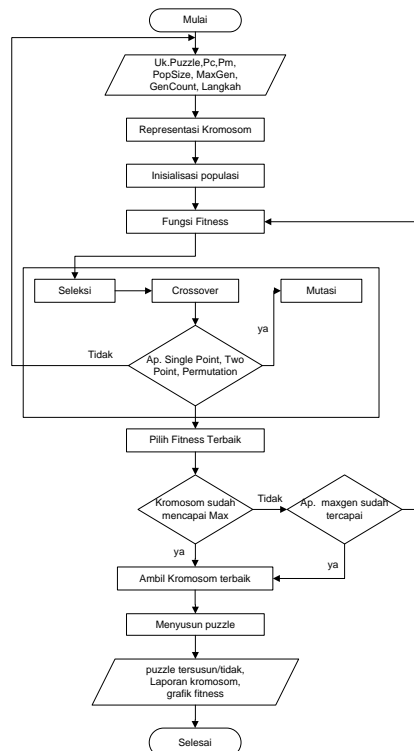 Mulai
Uk.Puzzle,Pc,Pm,
PopSize, MaxGen,
GenCount, Langkah
Representasi Kromosom
Inisialisasi populasi
Fungsi Fitness
Seleksi
Crossover
Mutasi
Tidak
ya
Ap. Single Point, Two
Point, Permutation
Pilih Fitness Terbaik
Kromosom sudah
mencapai Max
Tidak
Ap. maxgen sudah
tercapai
ya
ya
Ambil Kromosom terbaik
Menyusun puzzle
puzzle tersusun/tidak,
Laporan kromosom,
grafik fitness
Selesai